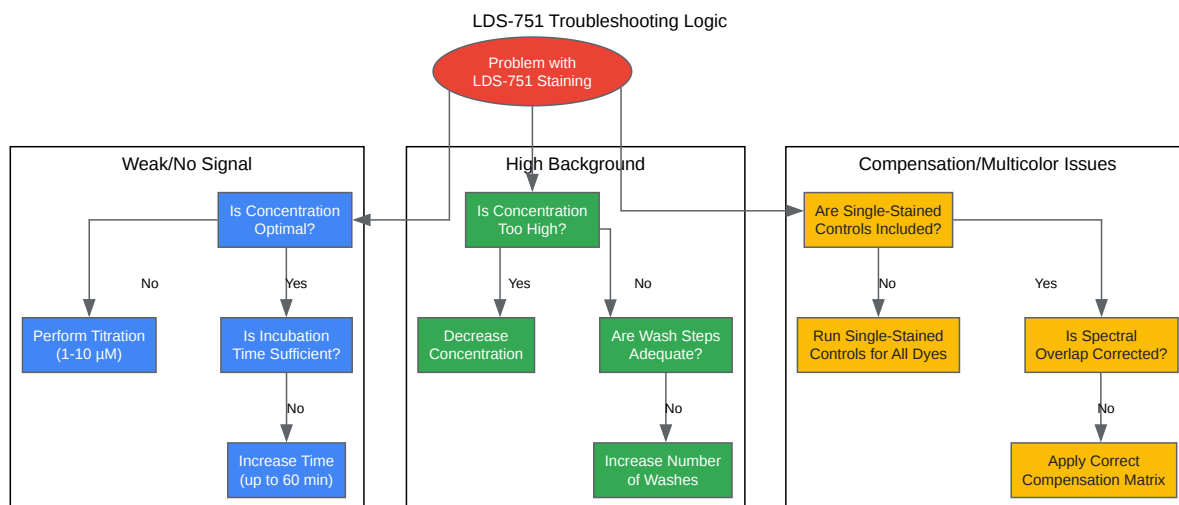 LDS-751 Troubleshooting Logic
Problem with
LDS-751 Staining
Weak/No Signal
Is Concentration
Optimal?
No
Yes
Perform Titration
(1-10 µM)
Is Incubation
Time Sufficient?
No
Increase Time
(up to 60 min)
High Background
Is Concentration
Too High?
Yes
No
Decrease
Concentration
Are Wash Steps
Adequate?
No
Increase Number
of Washes
Compensation/Multicolor Issues
Are Single-Stained
Controls Included?
No
Yes
Run Single-Stained
Controls for All Dyes
Is Spectral
Overlap Corrected?
No
Apply Correct
Compensation Matrix